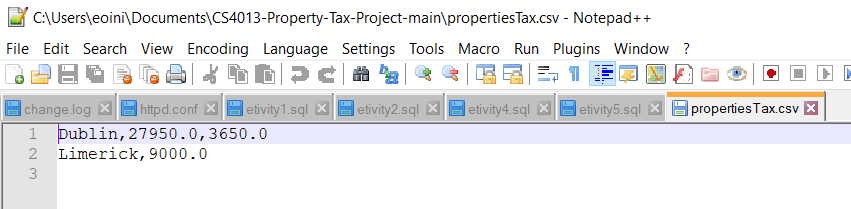 C:\Users\eoini\Documents\CS4013-Property-Tax-Project-main\propertiesTax.csv - Notepad++
File Edit Search View Encoding Language Settings Tools Macro Run Plugins Window ?
change.log httpd.conf etivity1.sql etivity2.sql etivity4.sql etivity5.sql propertiesTax.csv
1 Dublin,27950.0,3650.0
2 Limerick,9000.0
3